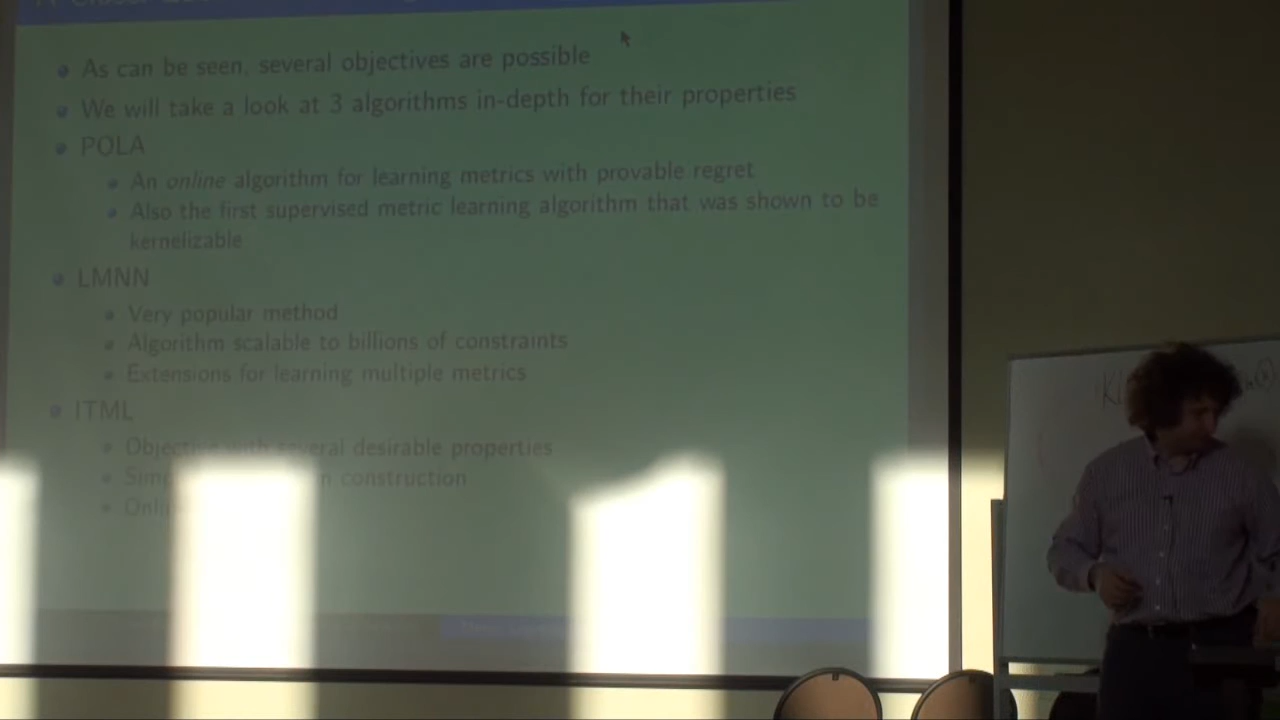 As can be seen, several objectives are possible
We will take a look at 3 algorithms in-depth for their properties
POLA
An online algorithm for learning metrics with provable regret
Also the first supervised metric learning algorithm that was shown to be
kernelizable
LMNN
Very popular method
Algorithm scalable to billions of constraints
Extensions for learning multiple metrics
ITML
Objective with several desirable properties
construction